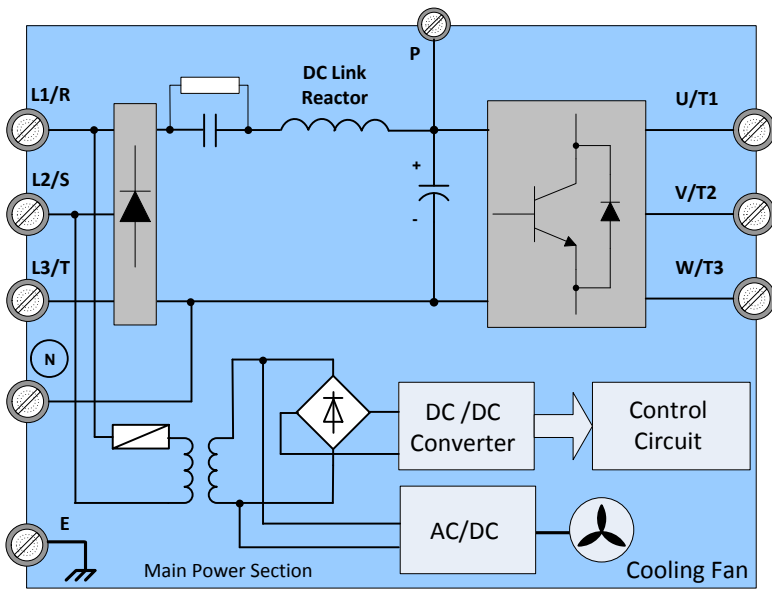 P
DC Link
Reactor
L1/R
U/T1
L2/S
V/T2
+
-
L3/T
W/T3
N
DC /DC
Converter
Control
Circuit
E
AC/DC
Main Power Section
Cooling Fan